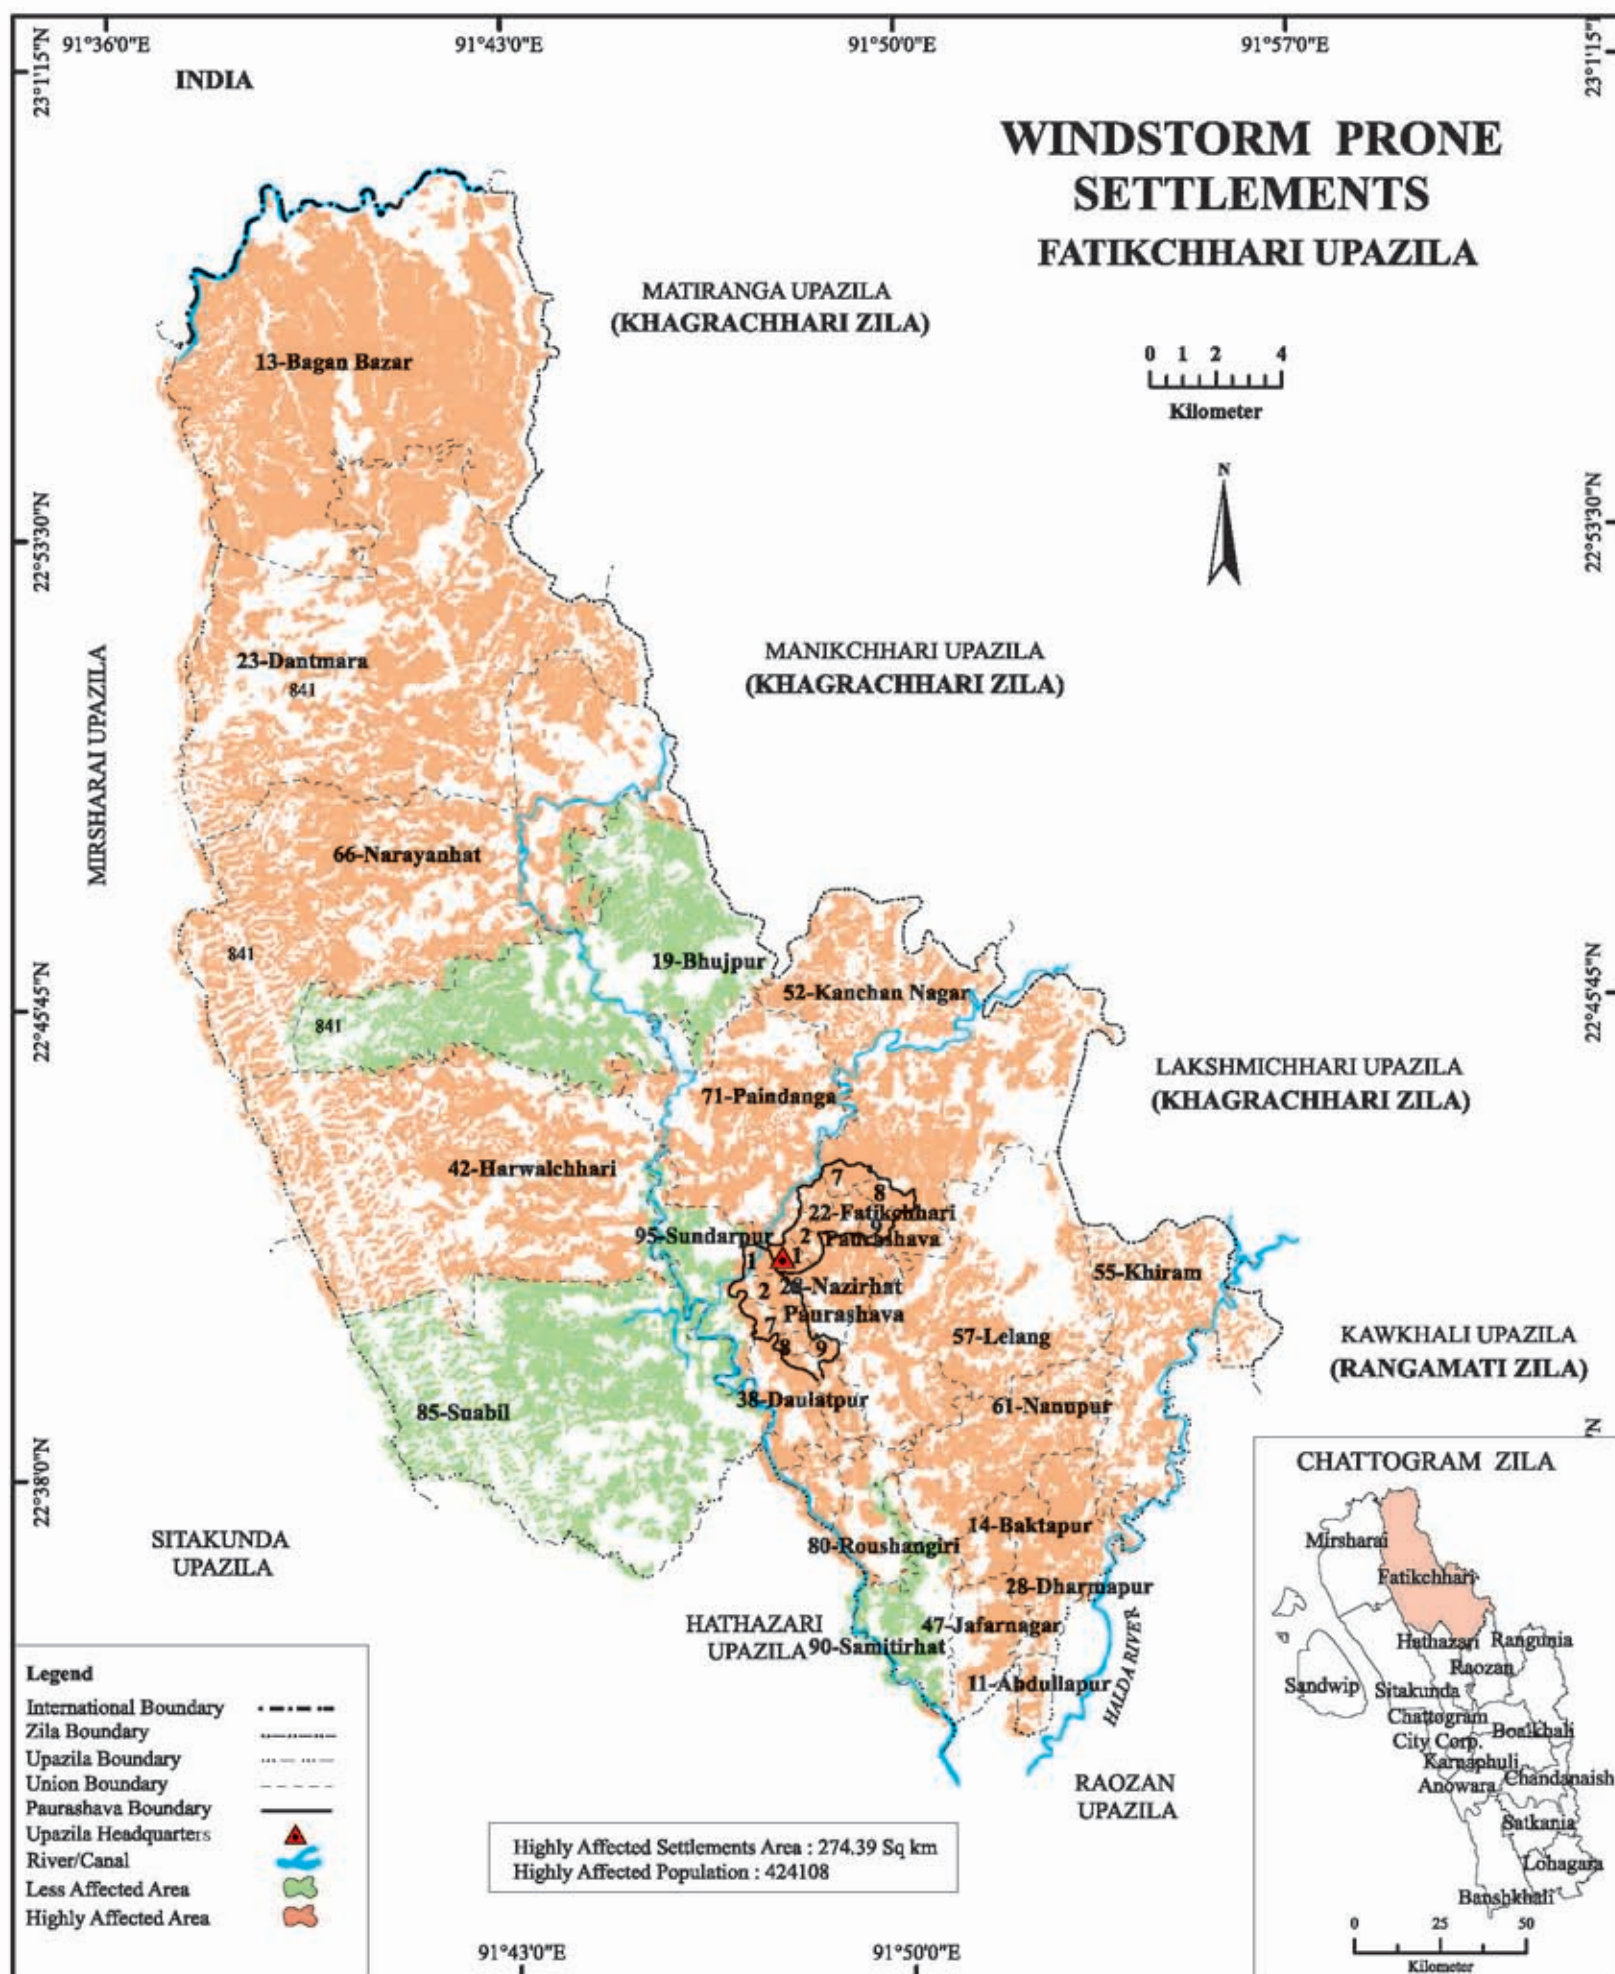 91°36'0"E
91°43'0"E
91°50'0"E
91°57'0"E
23°1'15"N
INDIA
WINDSTORM PRONE
SETTLEMENTS
FATIKCHHARI UPAZILA
MATIRANGA UPAZILA
(KHAGRACHHARI ZILA)
0 1 2 4
Kilometer
13-Bagan Bazar
N
22°53'30"N
22°53'30"N
MANIKCHHARI UPAZILA
(KHAGRACHHARI ZILA)
23-Dantmara
841
MIRSHARAI UPAZILA
66-Narayanhat
841
19-Bhujpur
52-Kanchan Nagar
22°45'45"N
22°45'45"N
841
LAKSHMICHHARI UPAZILA
(KHAGRACHHARI ZILA)
71-Paindanga
42-Harwalchhari
7
8
22-Fatikchhari
Paurashava
9
2
1
95-Sundarpur
1
2
28-Nazirhat
Paurashava
7
8
9
55-Khiram
57-Lelang
KAWKHALI UPAZILA
(RANGAMATI ZILA)
38-Daulatpur
61-Nanupur
85-Suabil
22°38'0"N
14-Baktapur
80-Roushangiri
28-Dharmapur
SITAKUNDA
UPAZILA
47-Jafarnagar
HATHAZARI
UPAZILA
90-Samitirhat
11-Abdullapur
HALDA RIVER
RAOZAN
UPAZILA
Legend
International Boundary
Zila Boundary
Upazila Boundary
Union Boundary
Paurashava Boundary
Upazila Headquarters
River/Canal
Less Affected Area
Highly Affected Area
Highly Affected Settlements Area : 274.39 Sq km
Highly Affected Population : 424108
91°43'0"E
91°50'0"E
CHATTOGRAM ZILA
Mirsharai
Fatikchhari
Hathazari
Rangunia
Raozan
Sandwip
Sitakunda
Chattogram
City Corp.
Boalkhali
Karnaphuli
Anowara
Chandanaish
Satkania
Lohagara
Banshkhali
0 25 50
Kilometer